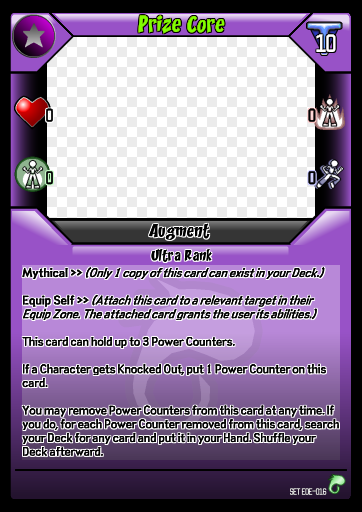 Prize Core
10
0
0
0
0
Augment
Ultra Rank
Mythical >> (Only 1 copy of this card can exist in your Deck.)
Equip Self >> (Attach this card to a relevant target in their
Equip Zone. The attached card grants the user its abilities.)
This card can hold up to 3 Power Counters.
If a Character gets Knocked Out, put 1 Power Counter on this
card.
You may remove Power Counters from this card at any time. If
you do, for each Power Counter removed from this card, search
your Deck for any card and put it in your Hand. Shuffle your
Deck afterward.
SET EDE-016